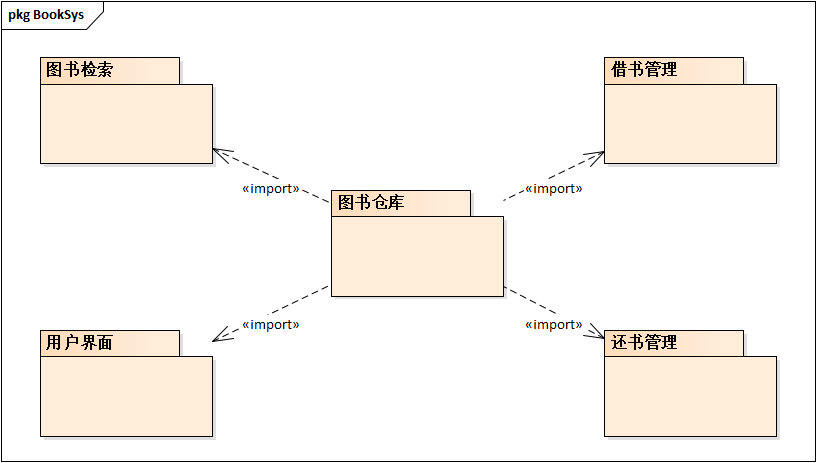 pkg BookSys
图书检索
借书管理
«import»
«import»
图书仓库
«import»
«import»
用户界面
还书管理